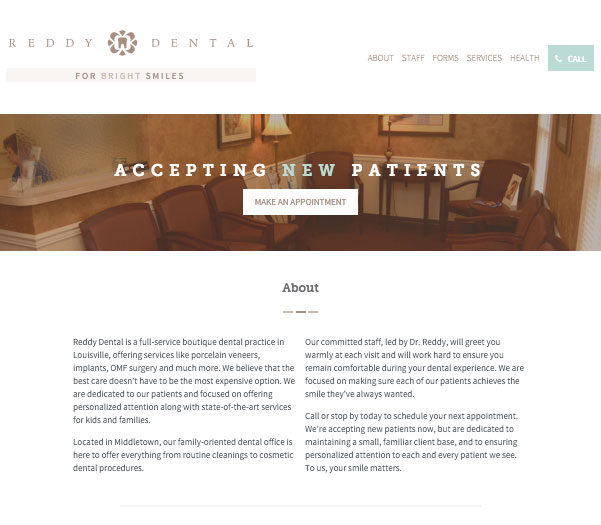 REDDY DENTAL
FOR BRIGHT SMILES
ABOUT STAFF FORMS SERVICES HEALTH CALL
ACCEPTING NEW PATIENTS
MAKE AN APPOINTMENT
About
Reddy Dental is a full-service boutique dental practice in
Louisville, offering services like porcelain veneers,
implants, OMF surgery and much more. We believe that the
best care doesn't have to be the most expensive option. We
are dedicated to our patients and focused on offering
personalized attention along with state-of-the-art services
for kids and families.
Located in Middletown, our family-oriented dental office is
here to offer everything from routine cleanings to cosmetic
dental procedures.
Our committed staff, led by Dr. Reddy, will greet you
warmly at each visit and will work hard to ensure you
remain comfortable during your dental experience. We are
focused on making sure each of our patients achieves the
smile they've always wanted.
Call or stop by today to schedule your next appointment.
We're accepting new patients now, but are dedicated to
maintaining a small, familiar client base, and to ensuring
personalized attention to each and every patient we see.
To us, your smile matters.